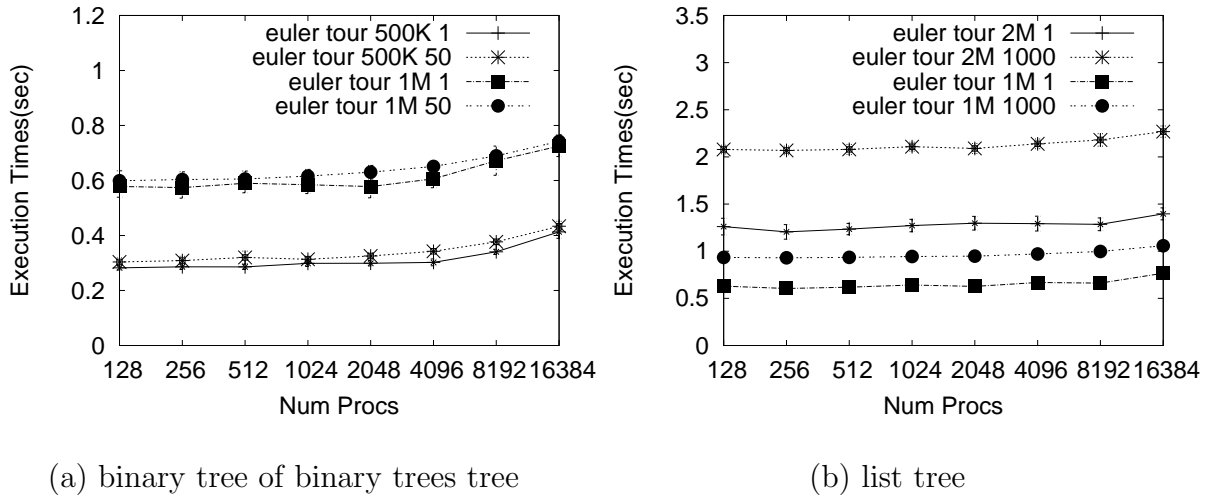 1.2
1
0.8
0.6
0.4
0.2
0
Execution Times(sec)
euler tour 500K 1
euler tour 500K 50
euler tour 1M 1
euler tour 1M 50
128 256 512 1024 2048 4096 8192 16384
Num Procs
(a) binary tree of binary trees tree
3.5
3
2.5
2
1.5
1
0.5
0
Execution Times(sec)
euler tour 2M 1
euler tour 2M 1000
euler tour 1M 1
euler tour 1M 1000
128 256 512 1024 2048 4096 8192 16384
Num Procs
(b) list tree